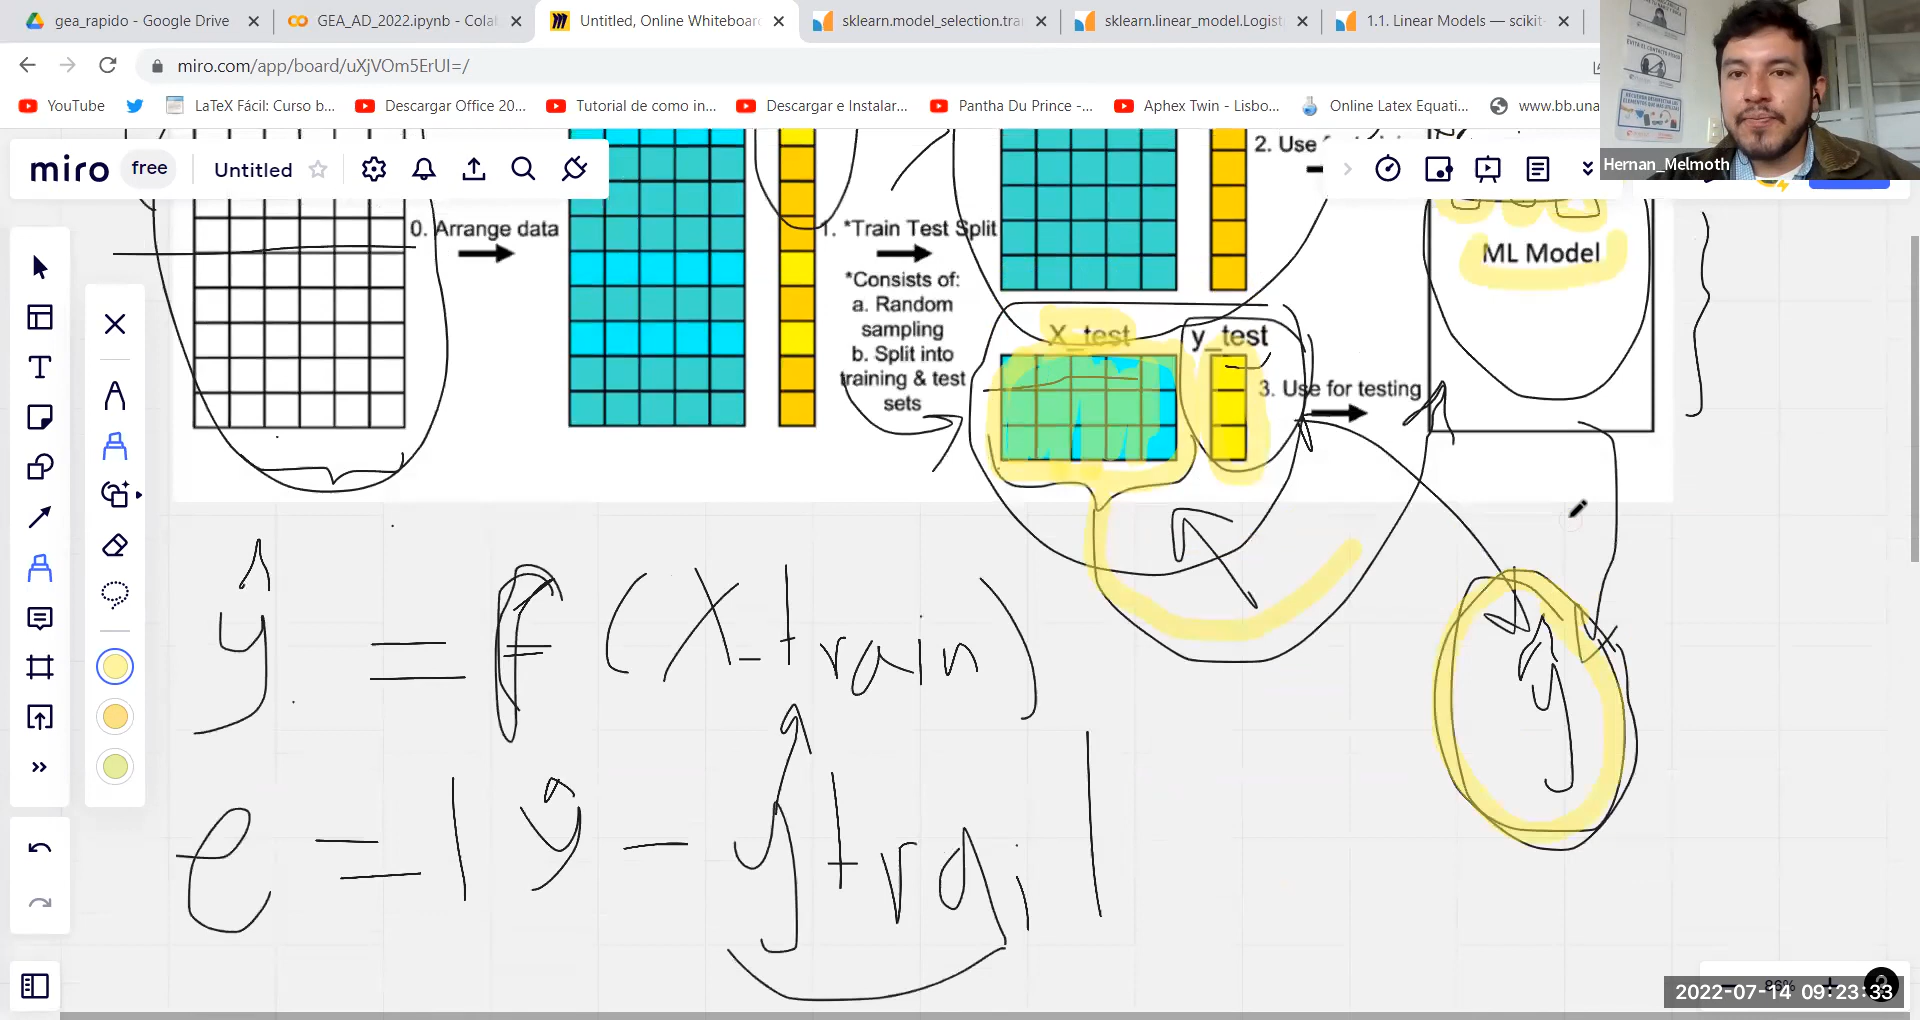 gea_rapido - Google Drive
GEA_AD_2022.ipynb - Cola
Untitled, Online Whiteboar
sklearn.model_selection.tra
sklearn.linear_model.Logist
1.1. Linear Models — scikit-
miro.com/app/board/uXjVOm5ErUI=/
YouTube
LaTeX Fácil: Curso b...
Descargar Office 20...
Tutorial de como in...
Descargar e Instalar...
Pantha Du Prince -...
Aphex Twin - Lisbo...
Online Latex Equati...
www.bb.una
Hernan_Melmoth
miro
free
Untitled
2. Use
0. Arrange data
1. *Train Test Split
*Consists of:
a. Random
sampling
b. Split into
training & test
sets
X_test
y_test
3. Use for testing
ML Model
ŷ = f (X_train)
ŷ
e = | ŷ - y trai |
86%
2022-07-14 09:23:33